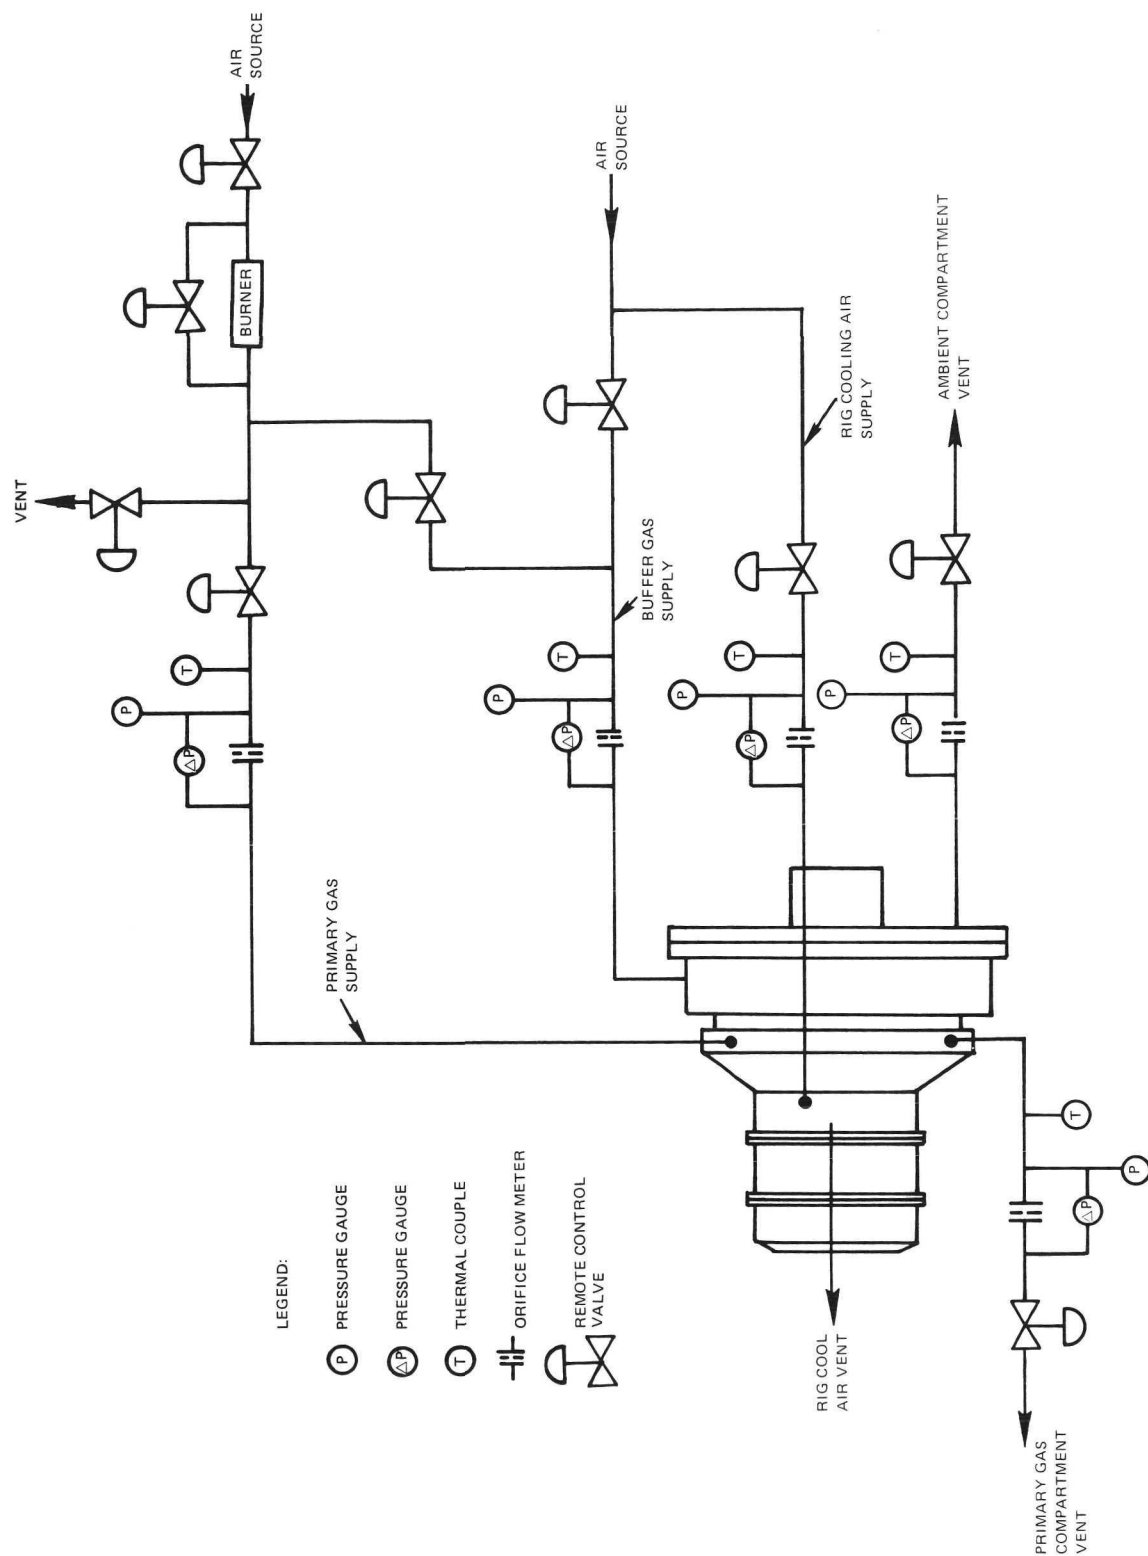 VENT
P
T
ΔP
BURNER
AIR
SOURCE
PRIMARY GAS
SUPPLY
LEGEND:
P PRESSURE GAUGE
ΔP PRESSURE GAUGE
T THERMAL COUPLE
ORIFICE FLOW METER
REMOTE CONTROL
VALVE
P
T
ΔP
AIR
SOURCE
BUFFER GAS
SUPPLY
P
T
ΔP
RIG COOLING AIR
SUPPLY
RIG COOL
AIR VENT
P
T
ΔP
AMBIENT COMPARTMENT
VENT
T
ΔP
P
PRIMARY GAS
COMPARTMENT
VENT